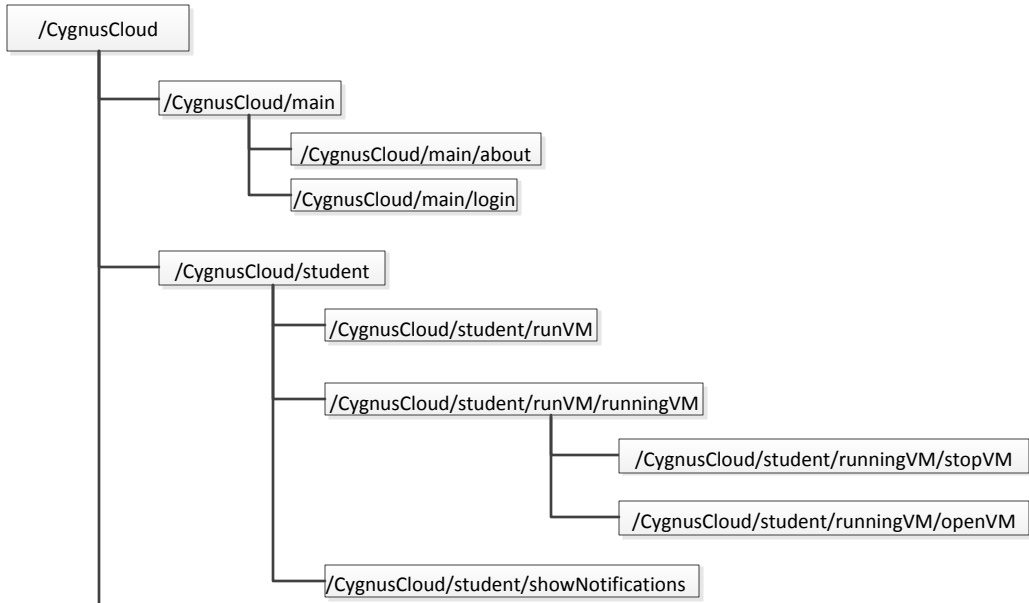 /CygnusCloud
/CygnusCloud/main
/CygnusCloud/main/about
/CygnusCloud/main/login
/CygnusCloud/student
/CygnusCloud/student/runVM
/CygnusCloud/student/runVM/runningVM
/CygnusCloud/student/runningVM/stopVM
/CygnusCloud/student/runningVM/openVM
/CygnusCloud/student/showNotifications